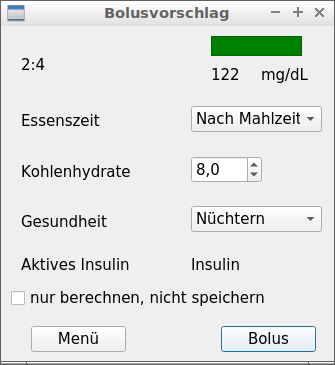 Bolusvorschlag
2:4
122 mg/dL
Essenszeit Nach Mahlzeit
Kohlenhydrate 8,0
Gesundheit Nüchtern
Aktives Insulin Insulin
nur berechnen, nicht speichern
Menü Bolus